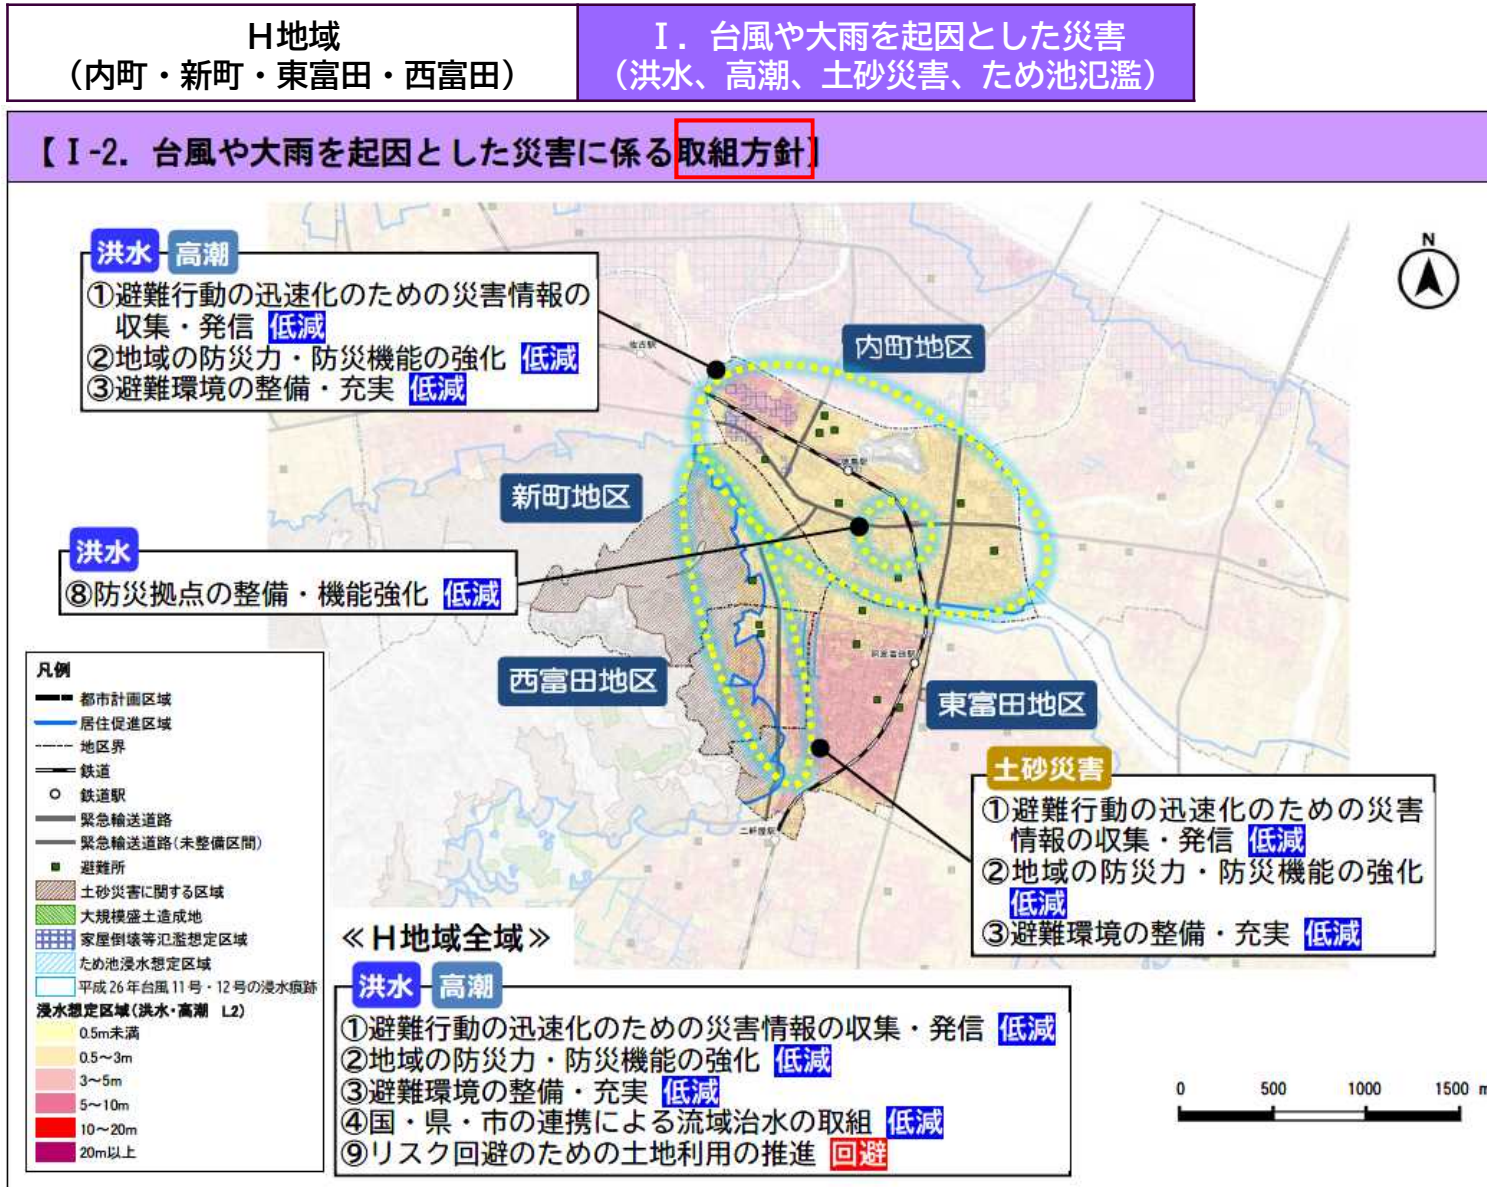 H地域
（内町・新町・東富田・西富田）
Ⅰ．台風や大雨を起因とした災害
（洪水、高潮、土砂災害、ため池氾濫）
【Ⅰ-2．台風や大雨を起因とした災害に係る取組方針】
洪水 高潮
①避難行動の迅速化のための災害情報の
収集・発信 低減
②地域の防災力・防災機能の強化 低減
③避難環境の整備・充実 低減
N
内町地区
佐古駅
徳島駅
新町地区
洪水
⑧防災拠点の整備・機能強化 低減
西富田地区
阿波富田駅
東富田地区
二軒屋駅
土砂災害
①避難行動の迅速化のための災害
情報の収集・発信 低減
②地域の防災力・防災機能の強化
低減
③避難環境の整備・充実 低減
凡例
都市計画区域
居住促進区域
地区界
鉄道
鉄道駅
緊急輸送道路
緊急輸送道路(未整備区間)
避難所
土砂災害に関する区域
大規模盛土造成地
家屋倒壊等氾濫想定区域
ため池浸水想定区域
平成26年台風11号・12号の浸水痕跡
浸水想定区域(洪水・高潮 L2)
0.5m未満
0.5～3m
3～5m
5～10m
10～20m
20m以上
≪H地域全域≫
洪水 高潮
①避難行動の迅速化のための災害情報の収集・発信 低減
②地域の防災力・防災機能の強化 低減
③避難環境の整備・充実 低減
④国・県・市の連携による流域治水の取組 低減
⑨リスク回避のための土地利用の推進 回避
0 500 1000 1500 m